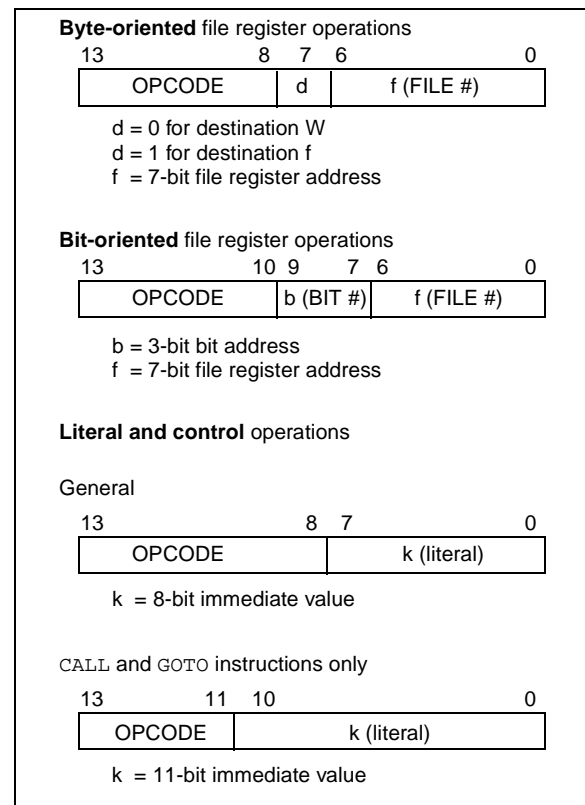 Byte-oriented file register operations
13 8 7 6 0
OPCODE d f (FILE #)
d = 0 for destination W
d = 1 for destination f
f = 7-bit file register address
Bit-oriented file register operations
13 10 9 7 6 0
OPCODE b (BIT #) f (FILE #)
b = 3-bit bit address
f = 7-bit file register address
Literal and control operations
General
13 8 7 0
OPCODE k (literal)
k = 8-bit immediate value
CALL and GOTO instructions only
13 11 10 0
OPCODE k (literal)
k = 11-bit immediate value